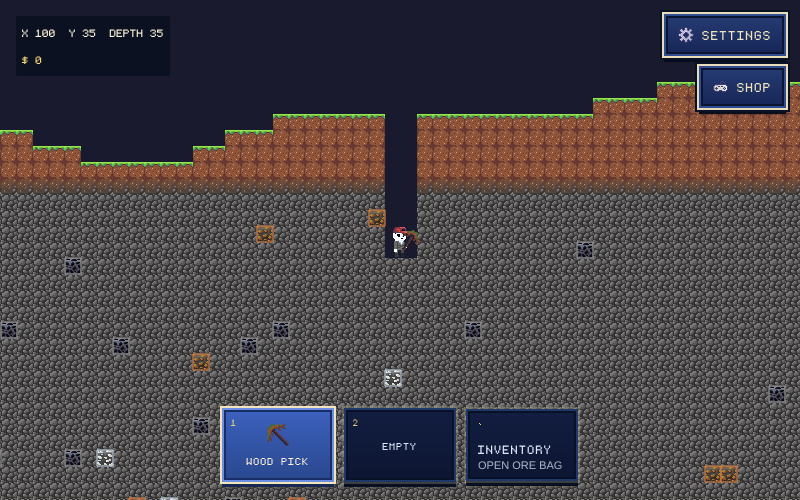 X 100 Y 35 DEPTH 35
$ 0
SETTINGS
SHOP
1
WOOD PICK
2
EMPTY
INVENTORY
OPEN ORE BAG